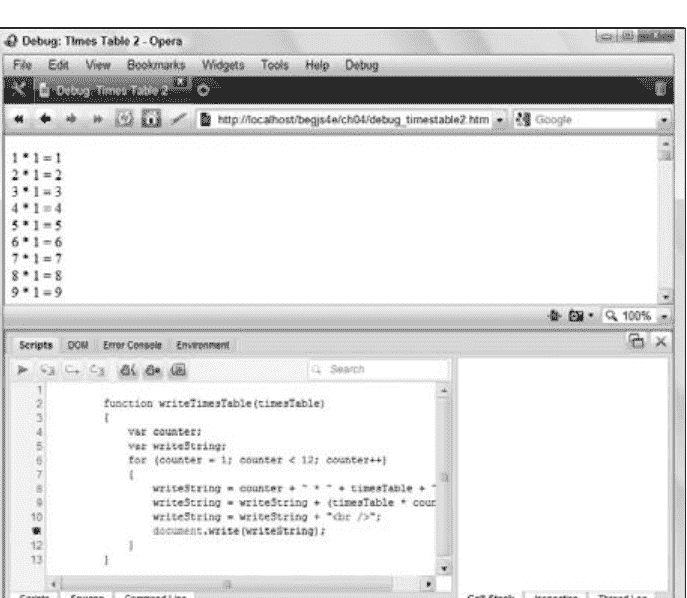 Debug: Times Table 2 - Opera
File Edit View Bookmarks Widgets Tools Help Debug
Debug: Times Table 2
http://localhost/begjs4e/ch04/debug_timestable2.htm Google
1 * 1 = 1
2 * 1 = 2
3 * 1 = 3
4 * 1 = 4
5 * 1 = 5
6 * 1 = 6
7 * 1 = 7
8 * 1 = 8
9 * 1 = 9
100%
Scripts DOM Error Console Environment
Search
1
2 function writeTimesTable(timesTable)
3 {
4 var counter;
5 var writeString;
6 for (counter = 1; counter < 12; counter++)
7 {
8 writeString = counter + " * " + timesTable + "
9 writeString = writeString + (timesTable * coun
10 writeString = writeString + "<br />";
document.write(writeString);
12 }
13 }
Scripts Source Command Line Call Stack Inspection Thread Log